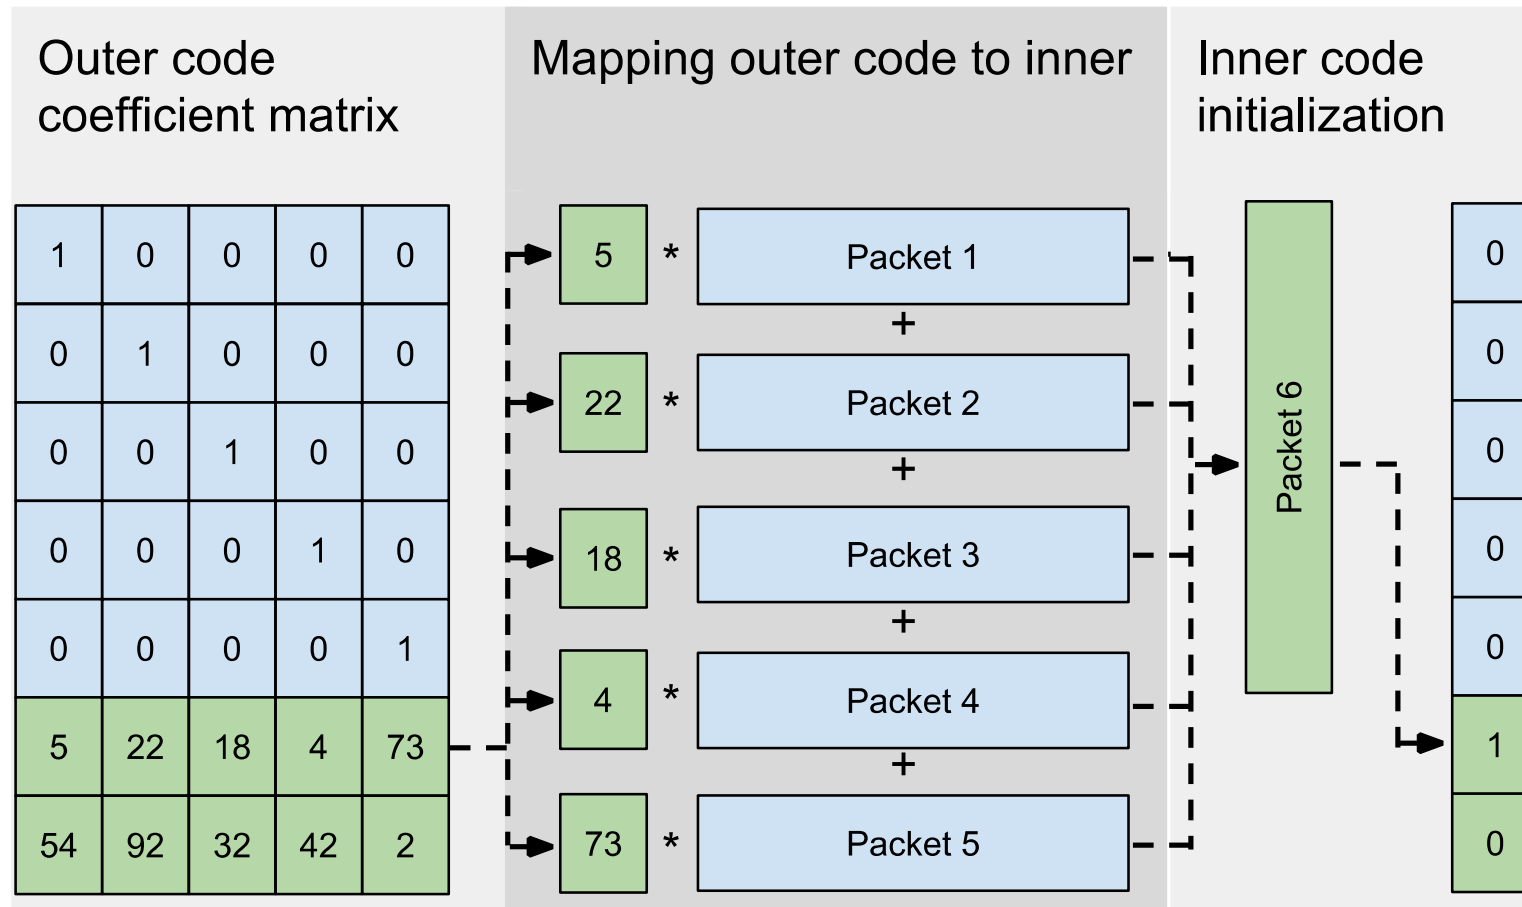 Outer code
coefficient matrix
Mapping outer code to inner
Inner code
initialization
1 0 0 0 0
0 1 0 0 0
0 0 1 0 0
0 0 0 1 0
0 0 0 0 1
5 22 18 4 73
54 92 32 42 2
5 * Packet 1
+
22 * Packet 2
+
18 * Packet 3
+
4 * Packet 4
+
73 * Packet 5
Packet 6
0
0
0
0
0
1
0